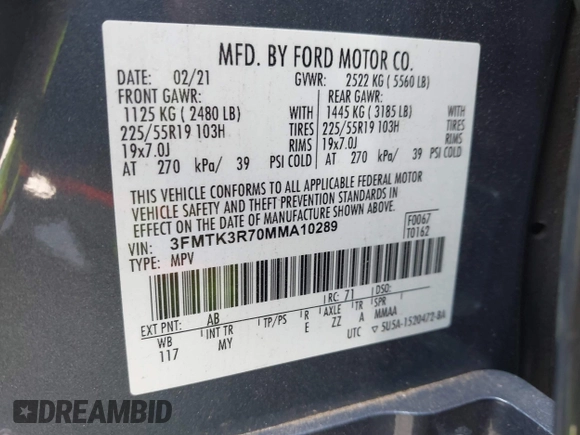 MFD. BY FORD MOTOR CO.
DATE: 02/21 GVWR: 2522 KG ( 5560 LB)
FRONT GAWR: REAR GAWR:
1125 KG ( 2480 LB) WITH 1445 KG ( 3185 LB) WITH
225/55R19 103H TIRES 225/55R19 103H TIRES
19x7.0J RIMS 19x7.0J RIMS
AT 270 kPa/ 39 PSI COLD AT 270 kPa/ 39 PSI COLD
THIS VEHICLE CONFORMS TO ALL APPLICABLE FEDERAL MOTOR
VEHICLE SAFETY AND THEFT PREVENTION STANDARDS IN
EFFECT ON THE DATE OF MANUFACTURE SHOWN ABOVE.
VIN: 3FMTK3R70MMA10289 F0067
TYPE: MPV T0162
RC: 71 DSO:
EXT PNT: AB
WB INT TR TP/PS R AXLE TR SPR
117 MY E ZZ A MMAA
UTC ▽ 5U5A-1520472-BA
DREAMBID